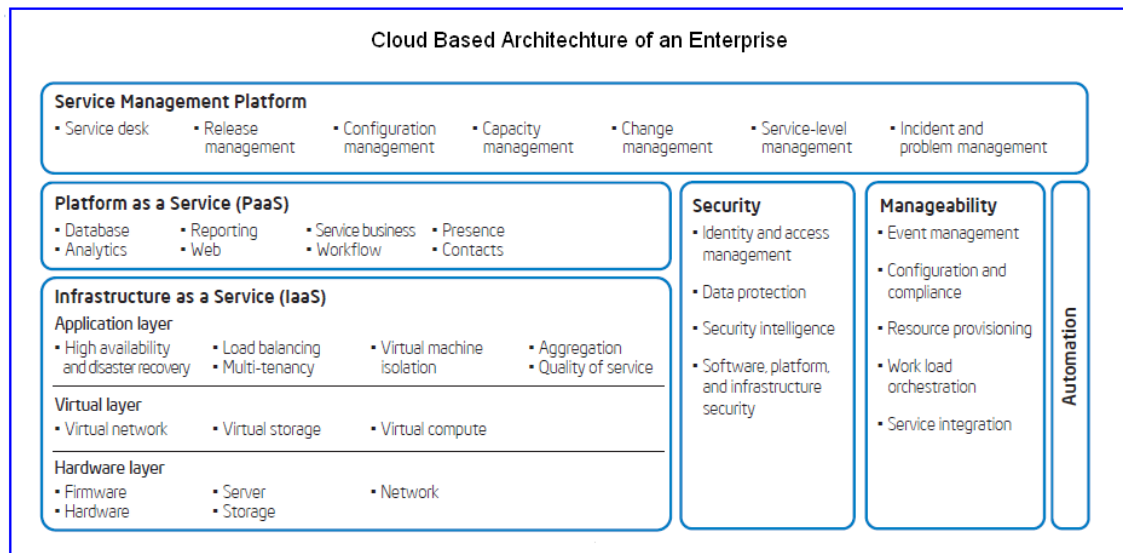 Cloud Based Architechture of an Enterprise
Service Management Platform
▪ Service desk ▪ Release management ▪ Configuration management ▪ Capacity management ▪ Change management ▪ Service-level management ▪ Incident and problem management
Platform as a Service (PaaS)
▪ Database ▪ Reporting ▪ Service business ▪ Presence
▪ Analytics ▪ Web ▪ Workflow ▪ Contacts
Infrastructure as a Service (IaaS)
Application layer
▪ High availability and disaster recovery ▪ Load balancing ▪ Virtual machine isolation ▪ Aggregation
▪ Multi-tenancy ▪ Quality of service
Virtual layer
▪ Virtual network ▪ Virtual storage ▪ Virtual compute
Hardware layer
▪ Firmware ▪ Server ▪ Network
▪ Hardware ▪ Storage
Security
▪ Identity and access
management
▪ Data protection
▪ Security intelligence
▪ Software, platform,
and infrastructure
security
Manageability
▪ Event management
▪ Configuration and
compliance
▪ Resource provisioning
▪ Work load
orchestration
▪ Service integration
Automation